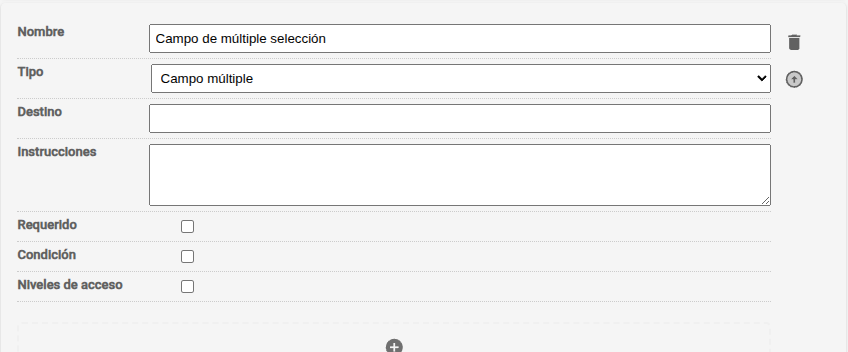 Nombre
Campo de múltiple selección
Tipo
Campo múltiple
Destino
Instrucciones
Requerido
Condición
Niveles de acceso